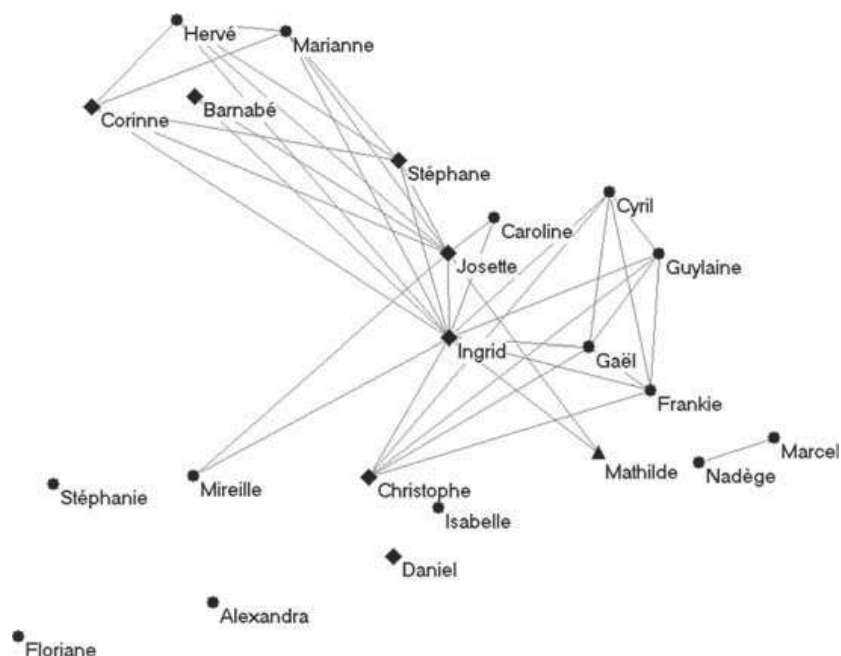 Hervé
Marianne
Barnabé
Corinne
Stéphane
Cyril
Caroline
Josette
Guylaine
Ingrid
Gaël
Frankie
Marcel
Mathilde
Nadège
Stéphanie
Mireille
Christophe
Isabelle
Daniel
Alexandra
Floriane